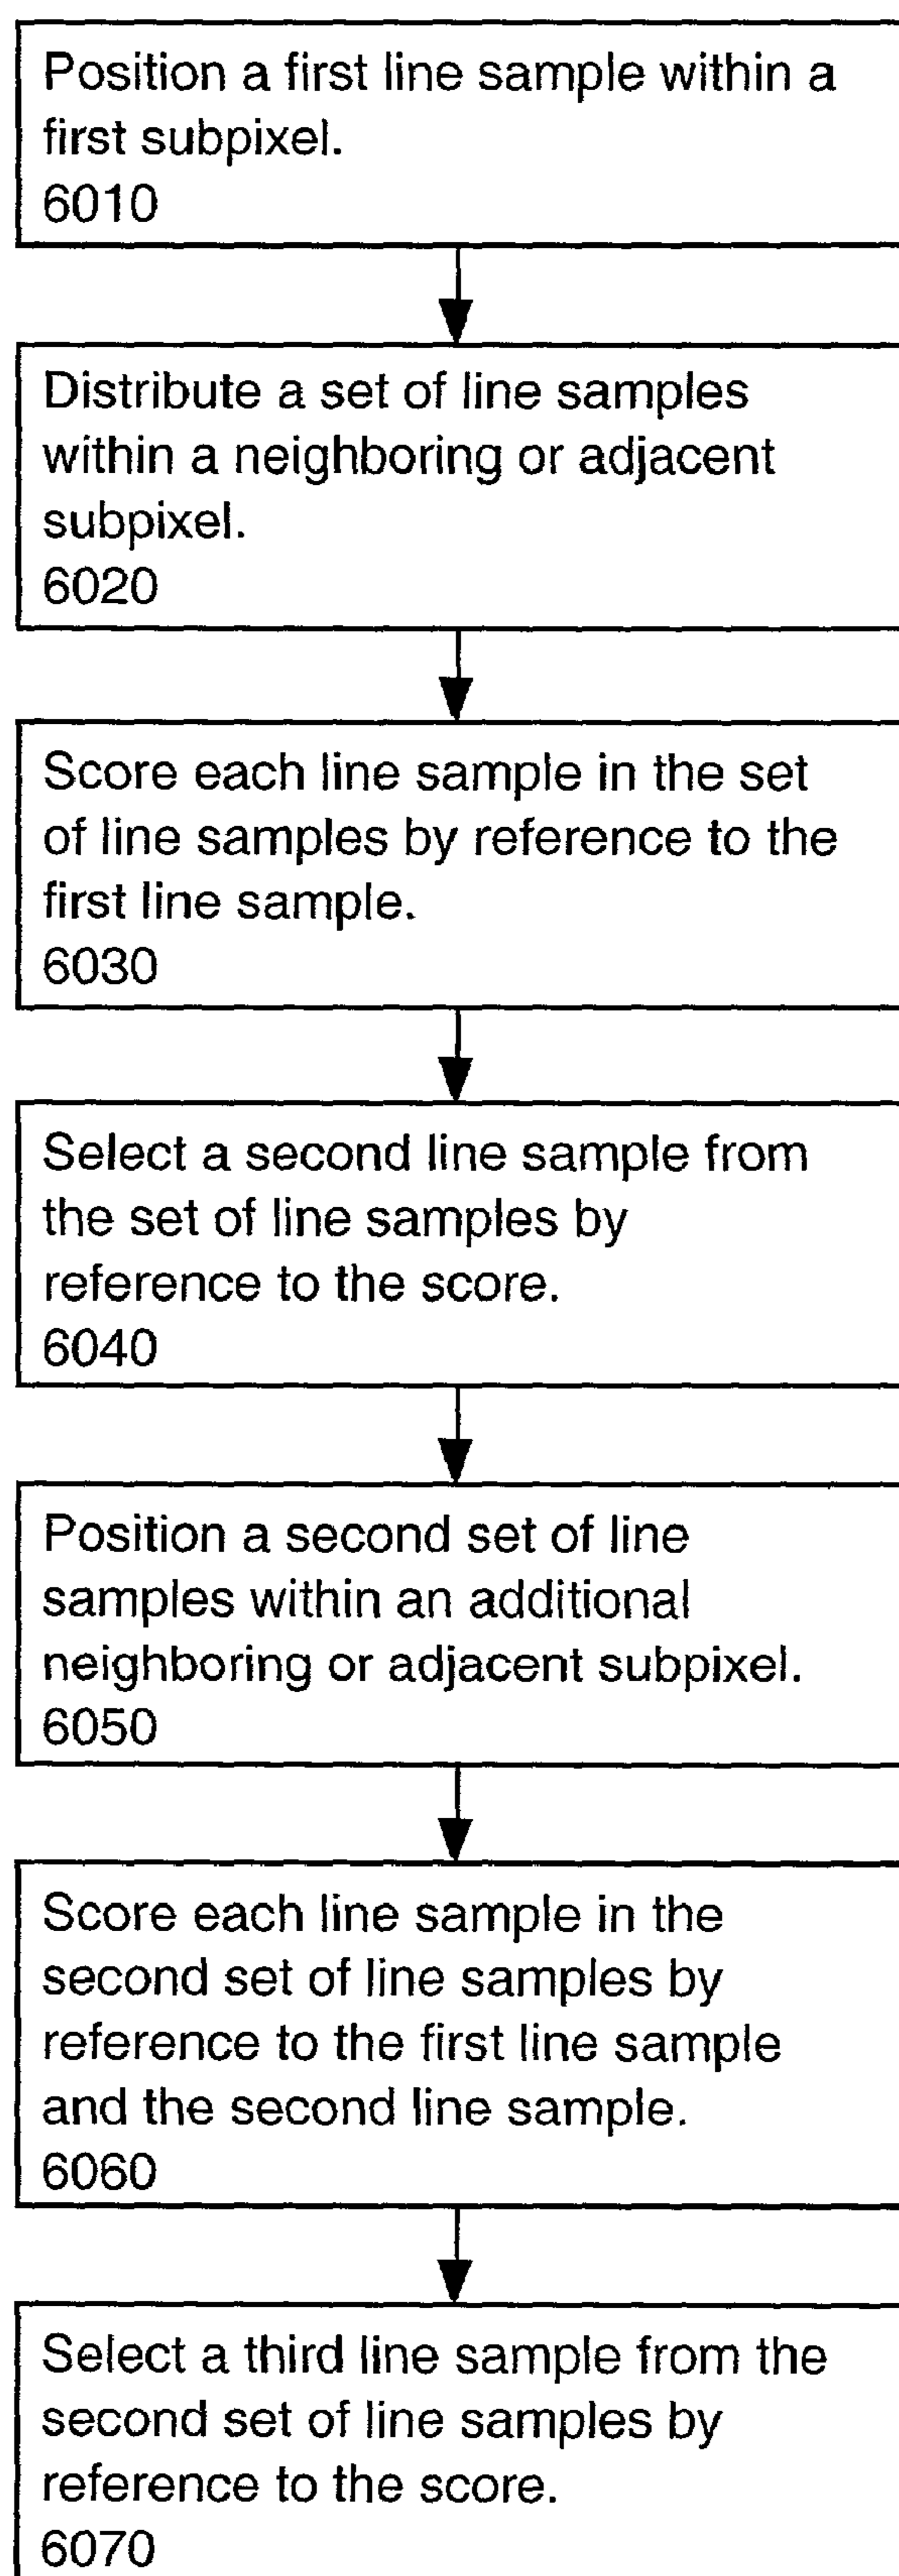 Position a first line sample within a
first subpixel.
6010
Distribute a set of line samples
within a neighboring or adjacent
subpixel.
6020
Score each line sample in the set
of line samples by reference to the
first line sample.
6030
Select a second line sample from
the set of line samples by
reference to the score.
6040
Position a second set of line
samples within an additional
neighboring or adjacent subpixel.
6050
Score each line sample in the
second set of line samples by
reference to the first line sample
and the second line sample.
6060
Select a third line sample from the
second set of line samples by
reference to the score.
6070